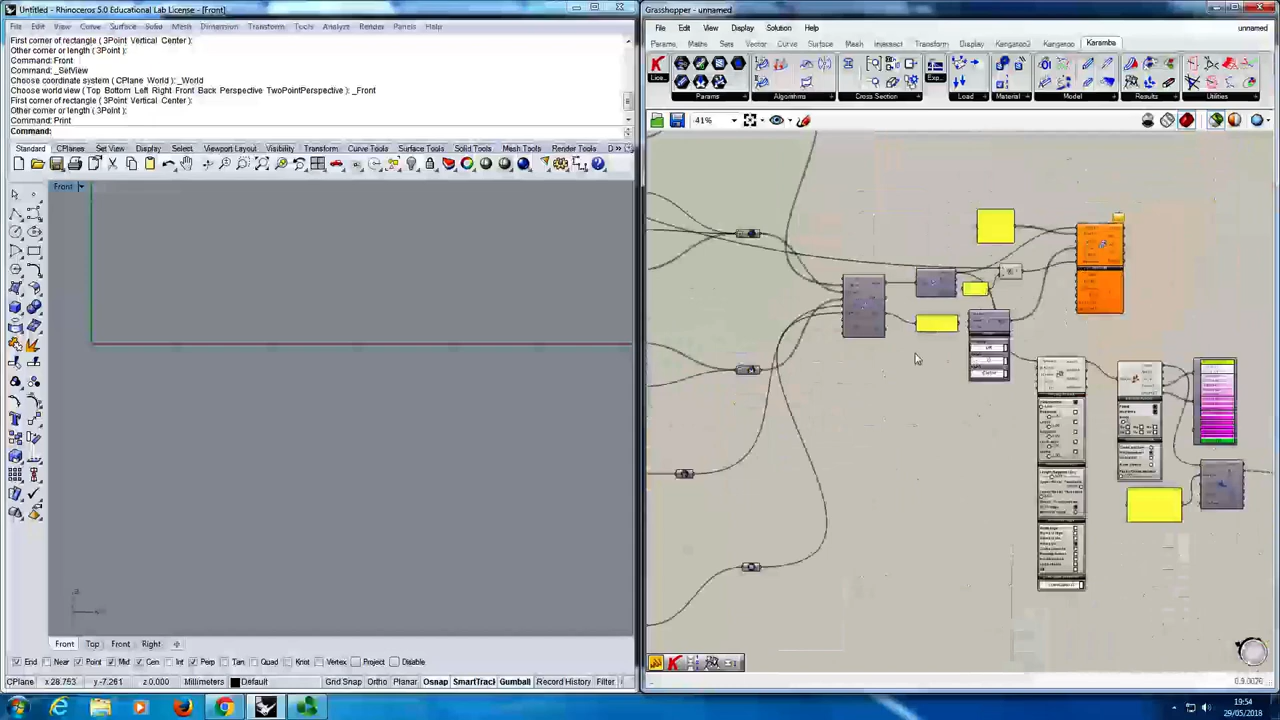 Untitled - Rhinoceros 5.0 Educational Lab License - [Front]
File Edit View Curve Surface Solid Mesh Dimension Transform Tools Analyze Render Panels Help
First corner of rectangle ( 3Point Vertical Center ):
Other corner or length ( 3Point ):
Command: Front
Command: _SetView
Choose coordinate system ( CPlane World ): _World
Choose world view ( Top Bottom Left Right Front Back Perspective TwoPointPerspective ): _Front
First corner of rectangle ( 3Point Vertical Center ):
Other corner or length ( 3Point ):
Command: Print
Command:
Standard CPlanes Set View Display Select Viewport Layout Visibility Transform Curve Tools Surface Tools Solid Tools Mesh Tools Render Tools
Front
Front Top Front Right
End Near Point Mid Cen Int Perp Tan Quad Knot Vertex Project Disable
CPlane x 28.753 y -7.261 z 0.000 Millimeters Default Grid Snap Ortho Planar Osnap SmartTrack Gumball Record History Filter
Grasshopper - unnamed
File Edit View Display Solution Help unnamed
Params Maths Sets Vector Curve Surface Mesh Intersect Transform Display Kangaroo2 Kangaroo Karamba
Lice... Exp...
Params Algorithms Cross Section Load Material Model Results Utilities
41%
0.9.0076
19:54
29/05/2018